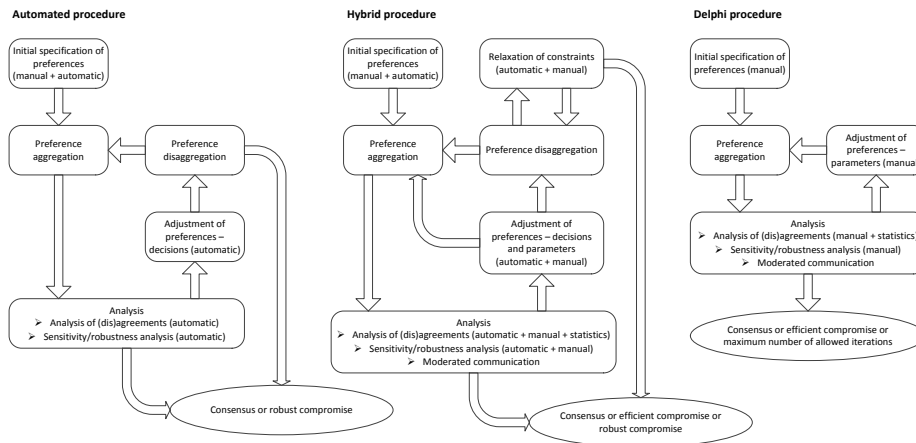 Automated procedure
Initial specification of
preferences
(manual + automatic)
Preference
aggregation
Preference
disaggregation
Adjustment of
preferences –
decisions (automatic)
Analysis
➢ Analysis of (dis)agreements (automatic)
➢ Sensitivity/robustness analysis (automatic)
Consensus or robust compromise
Hybrid procedure
Initial specification of
preferences
(manual + automatic)
Relaxation of constraints
(automatic + manual)
Preference
aggregation
Preference disaggregation
Adjustment of
preferences – decisions
and parameters
(automatic + manual)
Analysis
➢ Analysis of (dis)agreements (automatic + manual + statistics)
➢ Sensitivity/robustness analysis (automatic + manual)
➢ Moderated communication
Consensus or efficient compromise or
robust compromise
Delphi procedure
Initial specification
of preferences (manual)
Preference
aggregation
Adjustment of
preferences –
parameters (manual)
Analysis
➢ Analysis of (dis)agreements (manual + statistics)
➢ Sensitivity/robustness analysis (manual)
➢ Moderated communication
Consensus or efficient compromise or
maximum number of allowed iterations